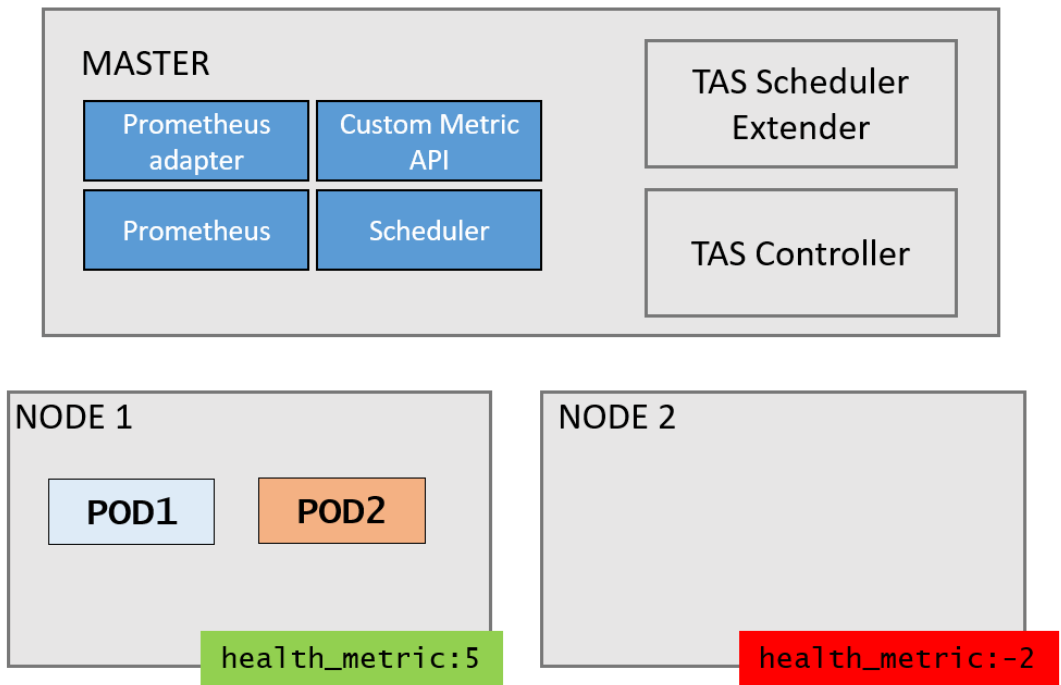 MASTER
Prometheus
adapter
Custom Metric
API
Prometheus
Scheduler
TAS Scheduler
Extender
TAS Controller
NODE 1
POD1
POD2
health_metric:5
NODE 2
health_metric:-2